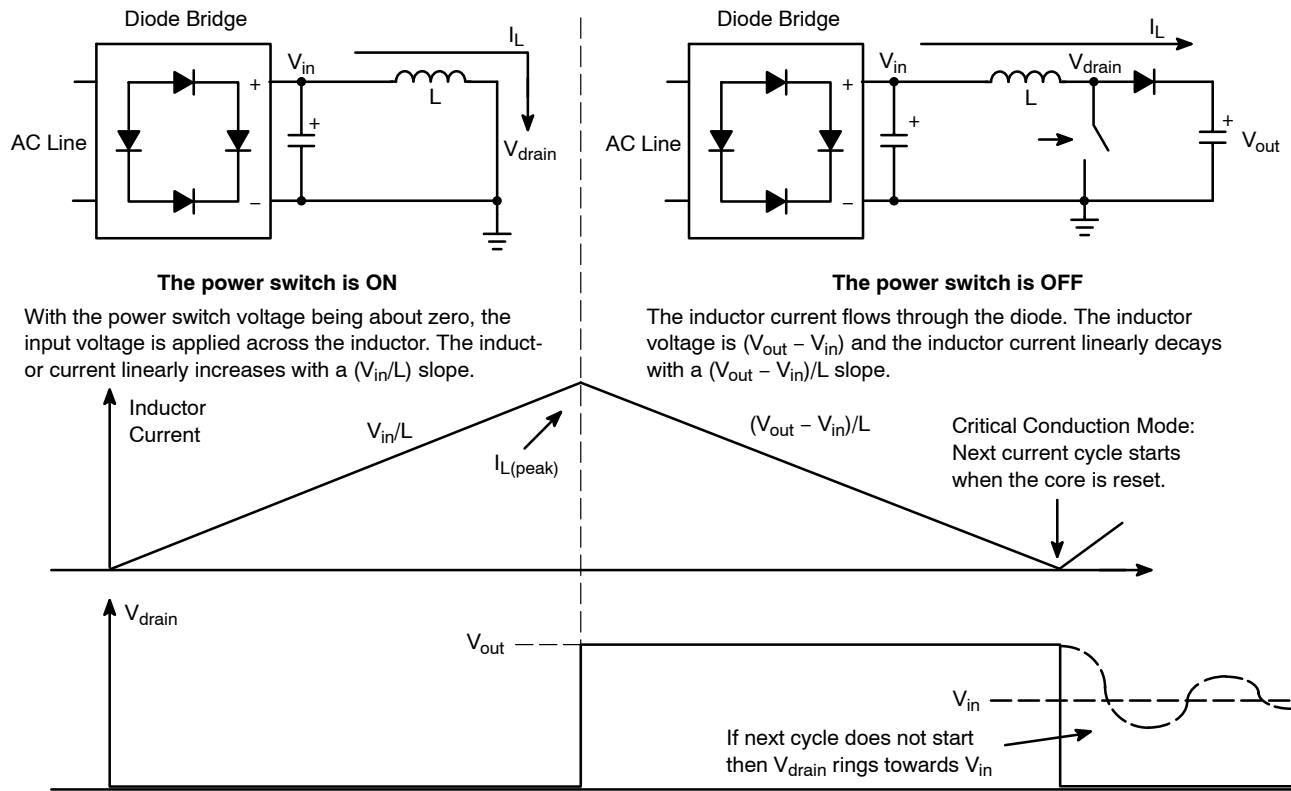 Diode Bridge
V_in
I_L
+
L
+
AC Line
V_drain
−
The power switch is ON
With the power switch voltage being about zero, the
input voltage is applied across the inductor. The induct-
or current linearly increases with a (V_in/L) slope.
Diode Bridge
I_L
V_in
V_drain
+
L
+
+
AC Line
V_out
−
The power switch is OFF
The inductor current flows through the diode. The inductor
voltage is (V_out − V_in) and the inductor current linearly decays
with a (V_out − V_in)/L slope.
Inductor
Current
V_in/L
I_L(peak)
(V_out − V_in)/L
Critical Conduction Mode:
Next current cycle starts
when the core is reset.
V_drain
V_out
V_in
If next cycle does not start
then V_drain rings towards V_in